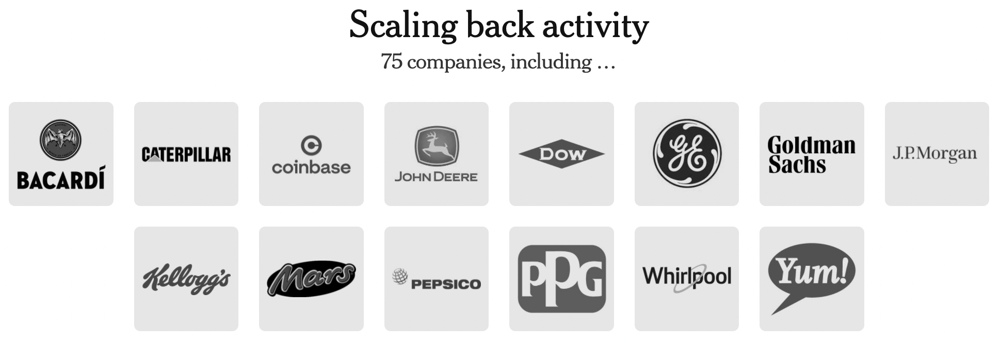 Scaling back activity
75 companies, including …
BACARDÍ
CATERPILLAR
coinbase
JOHN DEERE
DOW
GE
Goldman
Sachs
J.P.Morgan
Kellogg's
Mars
PEPSICO
PPG
Whirlpool
Yum!